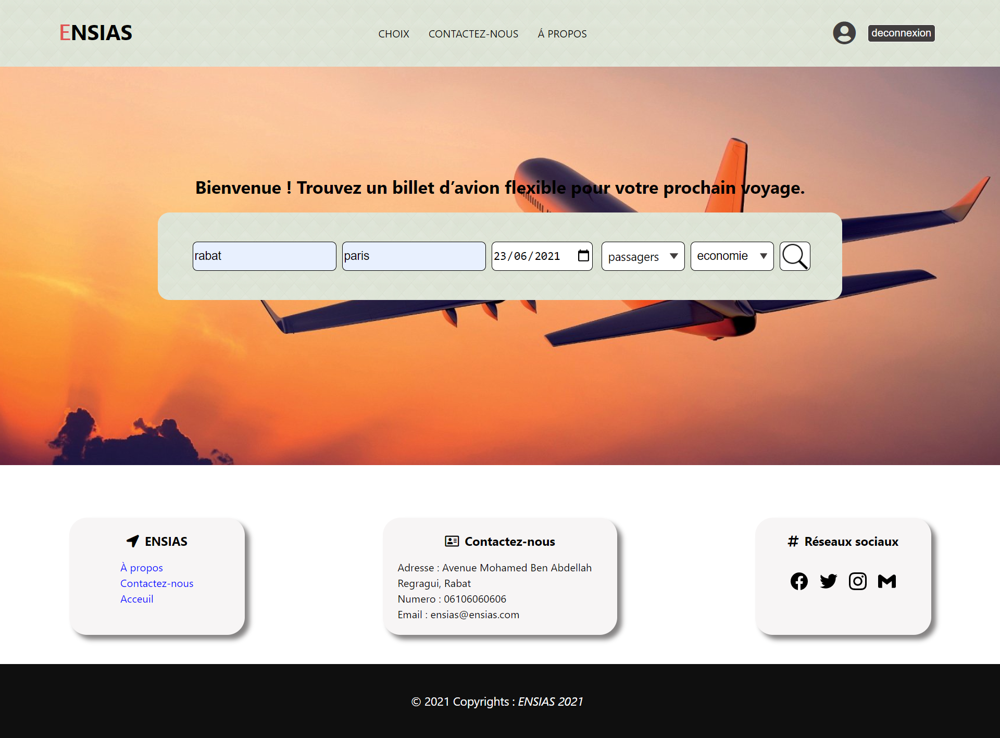 ENSIAS
CHOIX CONTACTEZ-NOUS Á PROPOS
deconnexion
Bienvenue ! Trouvez un billet d’avion flexible pour votre prochain voyage.
rabat paris 23/06/2021 passagers economie
ENSIAS
À propos
Contactez-nous
Acceuil
Contactez-nous
Adresse : Avenue Mohamed Ben Abdellah
Regragui, Rabat
Numero : 06106060606
Email : ensias@ensias.com
# Réseaux sociaux
© 2021 Copyrights : ENSIAS 2021